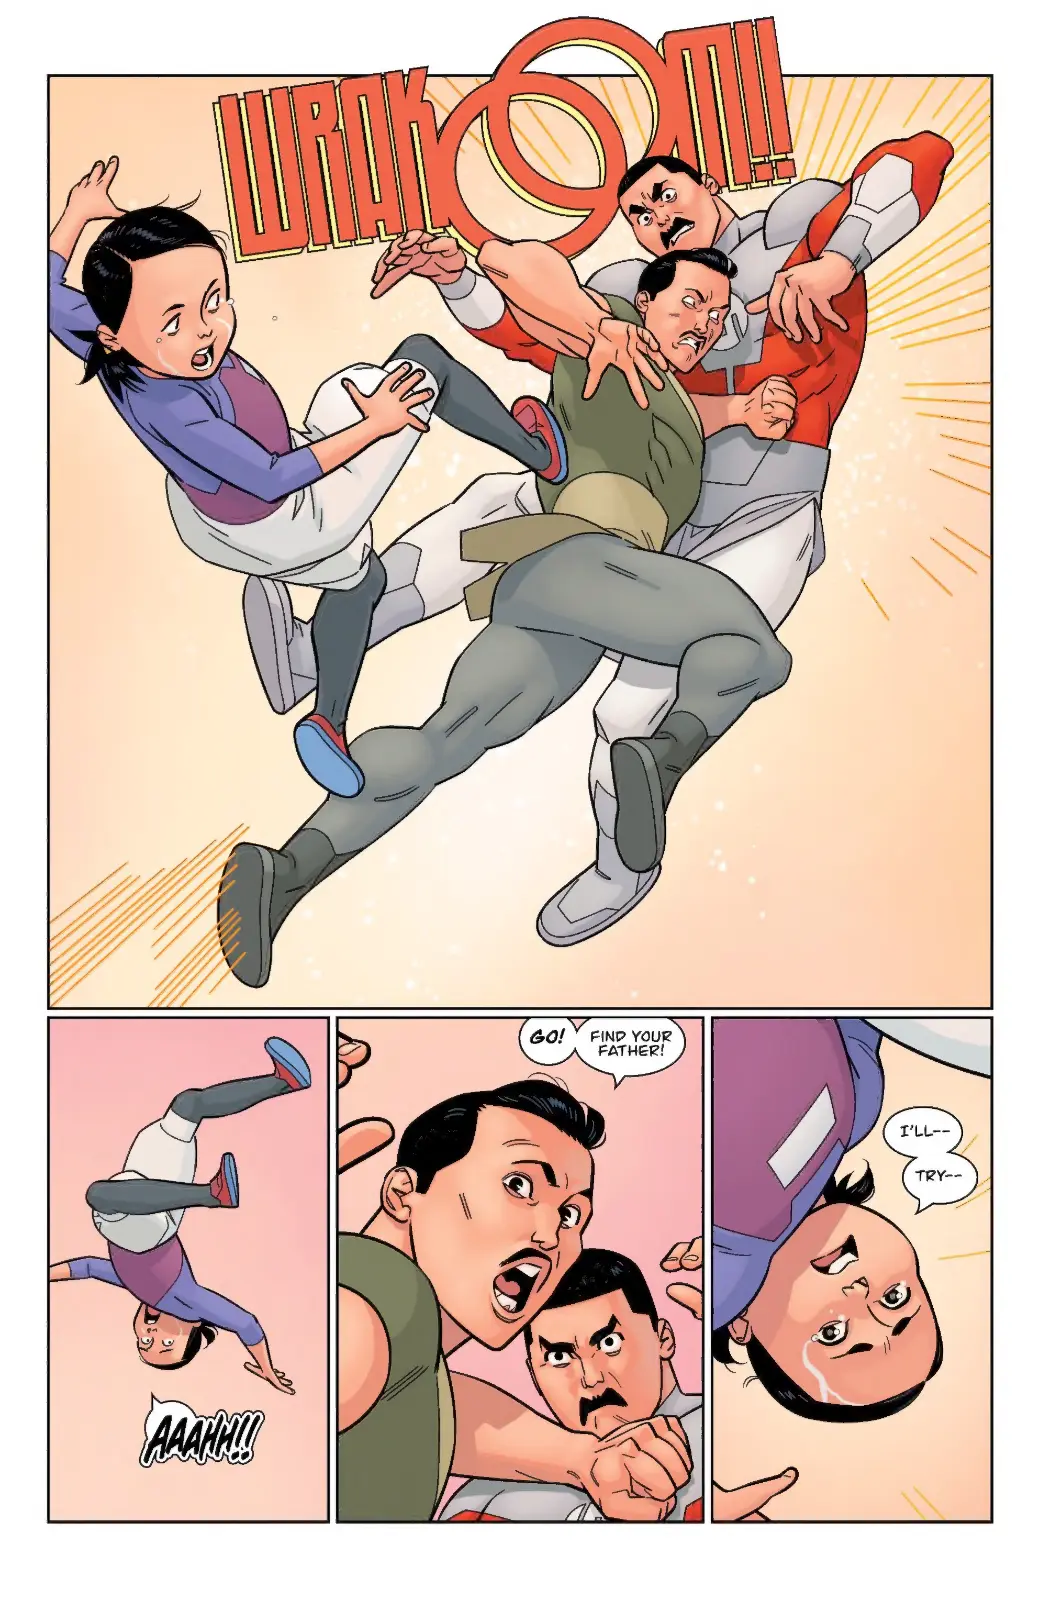 WRAKOOM!!
AAAHH!!
GO!
FIND YOUR
FATHER!
I'LL--
TRY--